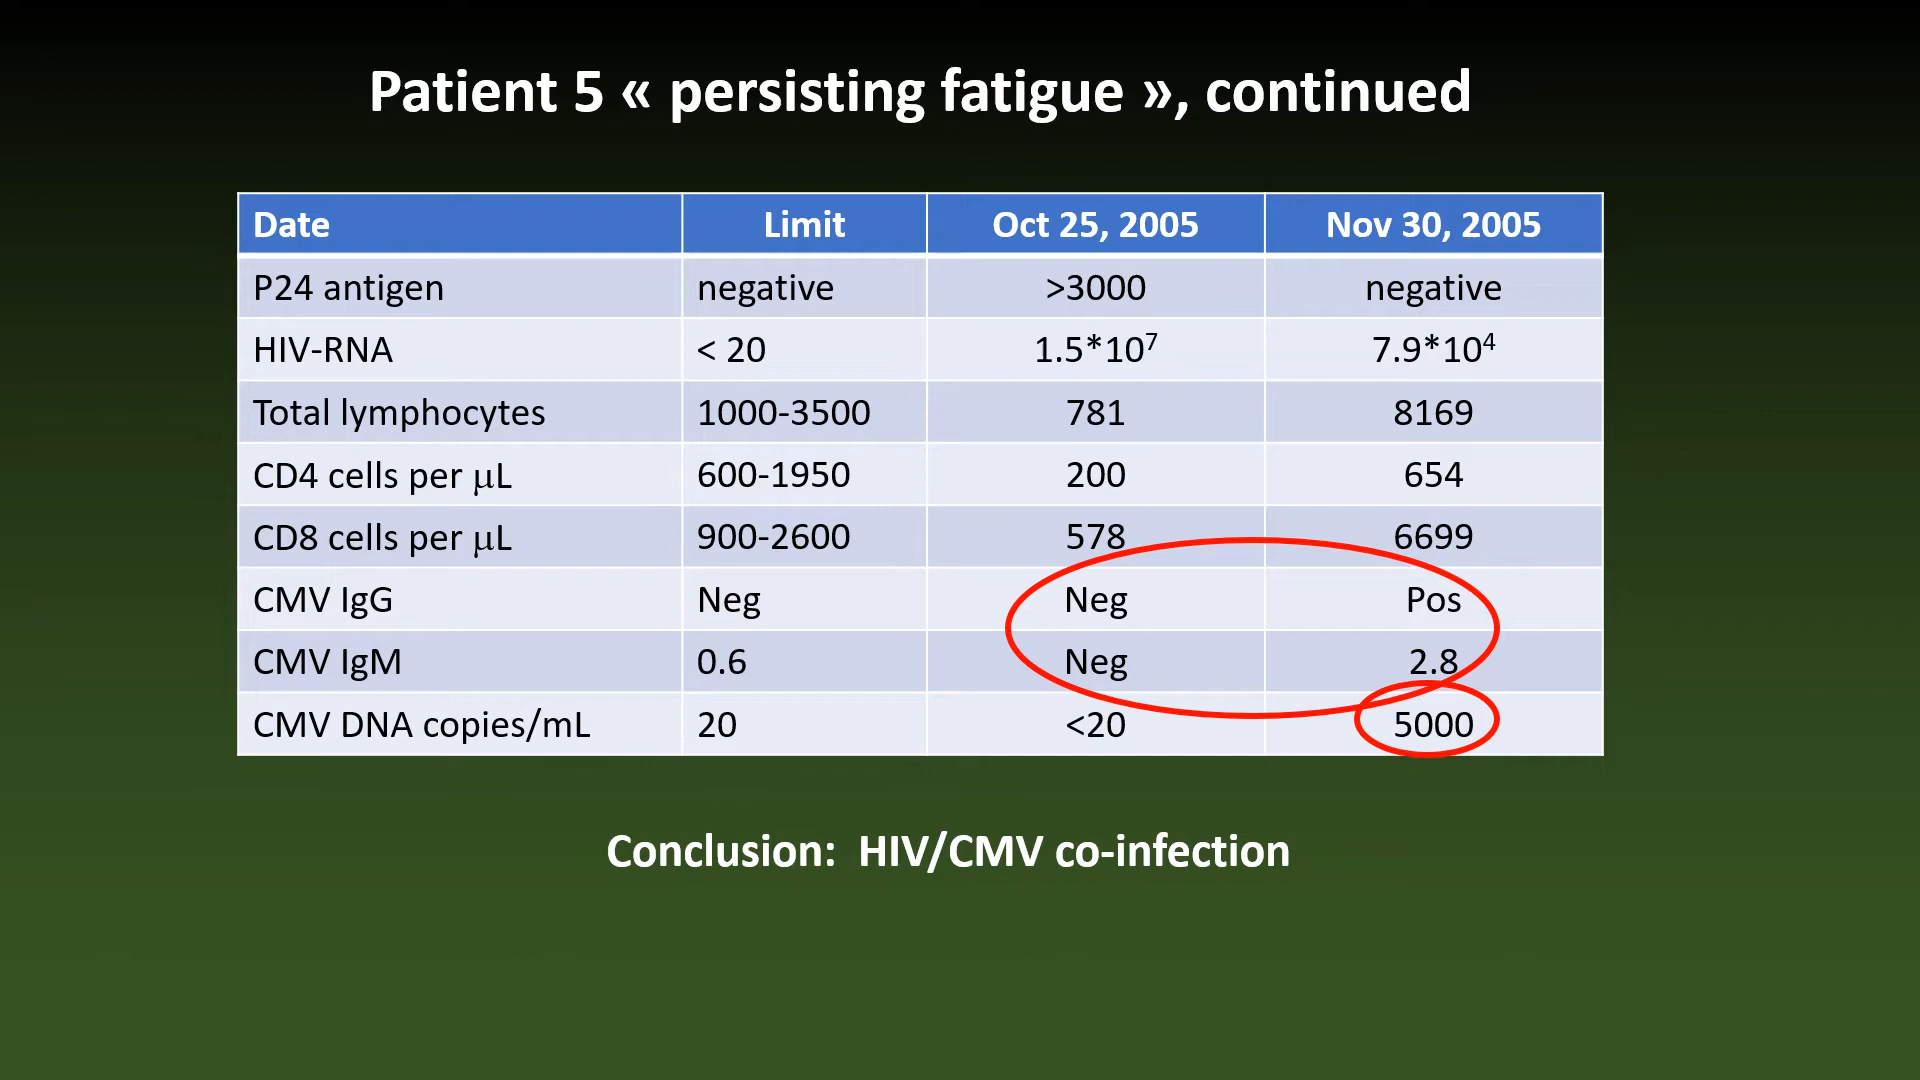 Patient 5 « persisting fatigue », continued
Date Limit Oct 25, 2005 Nov 30, 2005
P24 antigen negative >3000 negative
HIV-RNA < 20 1.5*10⁷ 7.9*10⁴
Total lymphocytes 1000-3500 781 8169
CD4 cells per μL 600-1950 200 654
CD8 cells per μL 900-2600 578 6699
CMV IgG Neg Neg Pos
CMV IgM 0.6 Neg 2.8
CMV DNA copies/mL 20 <20 5000
Conclusion: HIV/CMV co-infection